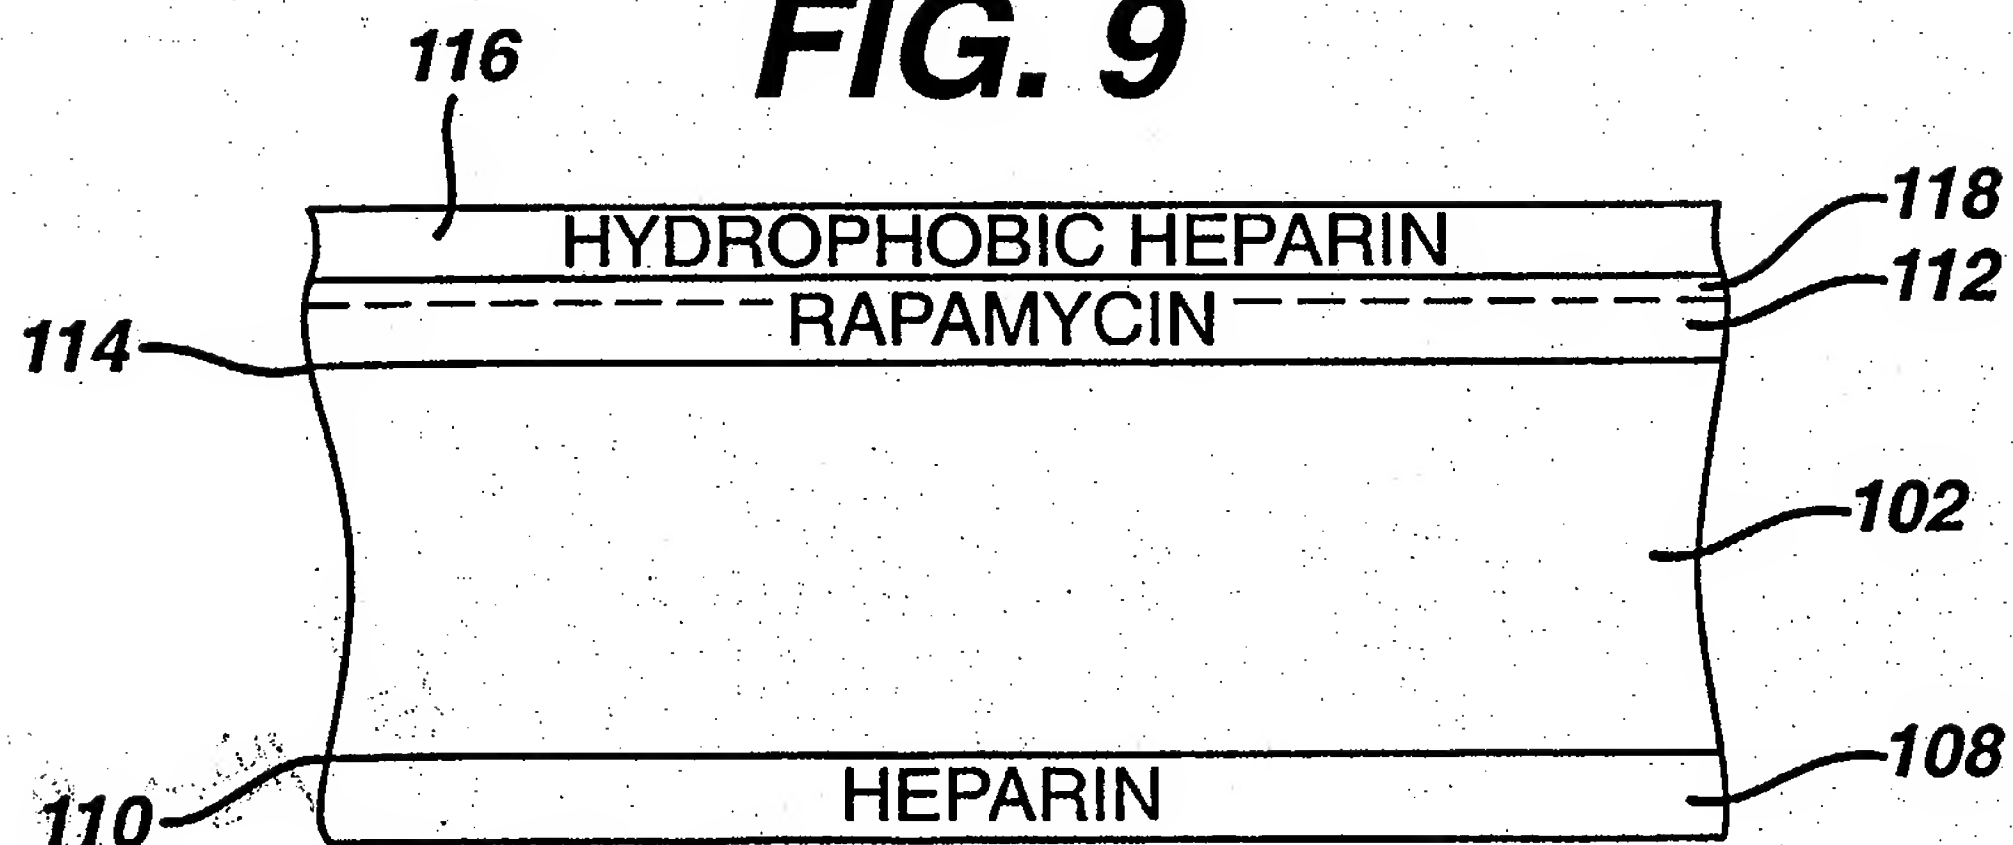 FIG. 9
116
HYDROPHOBIC HEPARIN
118
112
RAPAMYCIN
114
102
108
HEPARIN
110